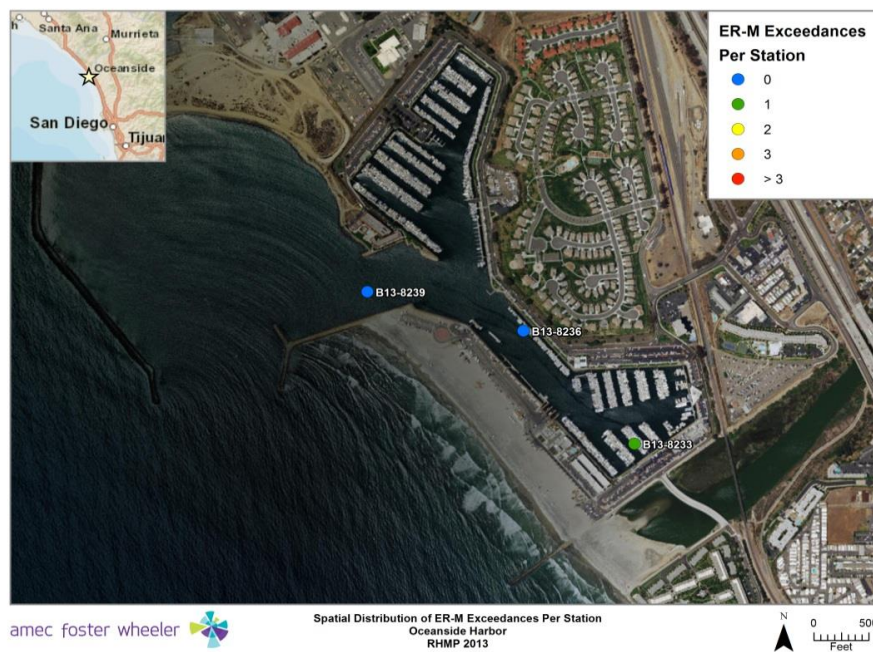 h
Santa Ana
Murrieta
Oceanside
San Diego
Tijuar
ER-M Exceedances
Per Station
0
1
2
3
> 3
B13-8239
B13-8236
B13-8233
amec foster wheeler
Spatial Distribution of ER-M Exceedances Per Station
Oceanside Harbor
RHMP 2013
N
0 500
Feet